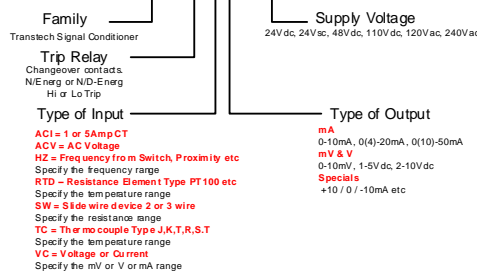 Family
Transtech Signal Conditioner
Trip Relay
Changeover contacts.
N/Energ or N/D-Energ
Hi or Lo Trip
Type of Input
ACI = 1 or 5Amp CT
ACV = AC Voltage
HZ = Frequency from Switch, Proximity etc
Specify the frequency range
RTD – Resistance Element Type PT100 etc
Specify the temperature range
SW = Slide wire device 2 or 3 wire
Specify the resistance range
TC = Thermocouple Type J,K,T,R,S.T
Specify the temperature range
VC = Voltage or Current
Specify the mV or V or mA range
Supply Voltage
24Vdc, 24Vsc, 48Vdc, 110Vdc, 120Vac, 240Vac
Type of Output
mA
0-10mA, 0(4)-20mA, 0(10)-50mA
mV & V
0-10mV, 1-5Vdc, 2-10Vdc
Specials
+10 / 0 / -10mA etc